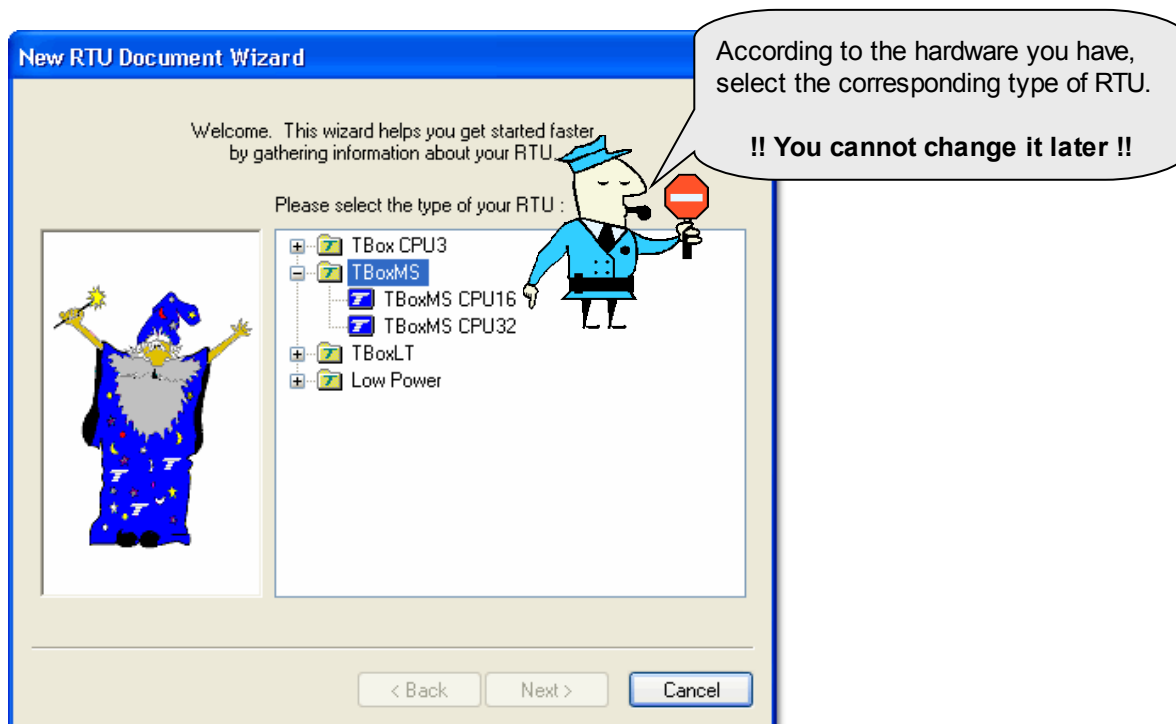 New RTU Document Wizard
According to the hardware you have,
select the corresponding type of RTU.
!! You cannot change it later !!
Welcome. This wizard helps you get started faster
by gathering information about your RTU.
Please select the type of your RTU :
TBox CPU3
TBoxMS
TBoxMS CPU16
TBoxMS CPU32
TBoxLT
Low Power
< Back
Next >
Cancel